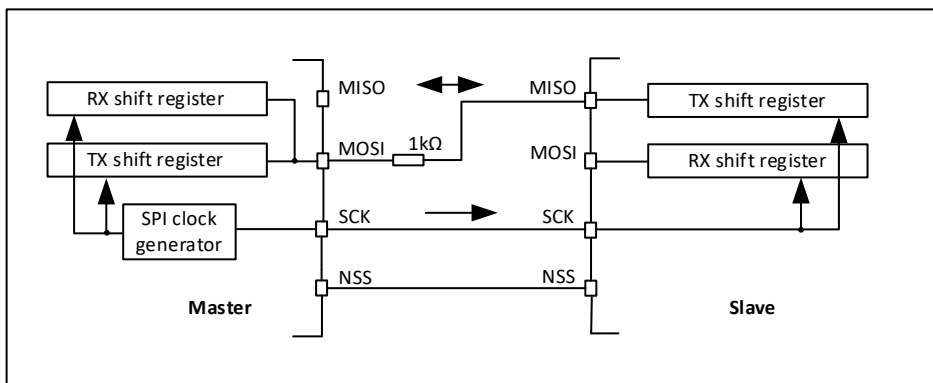 RX shift register
MISO
MISO
TX shift register
TX shift register
MOSI
1kΩ
MOSI
RX shift register
SPI clock
generator
SCK
SCK
NSS
NSS
Master
Slave